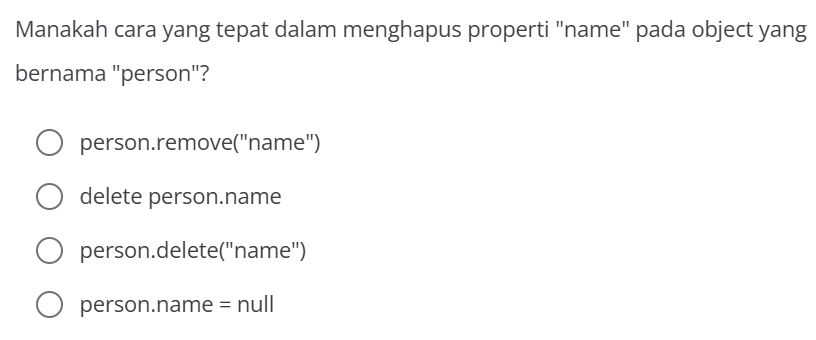 Manakah cara yang tepat dalam menghapus properti "name" pada object yang
bernama "person"?
person.remove("name")
delete person.name
person.delete("name")
person.name = null